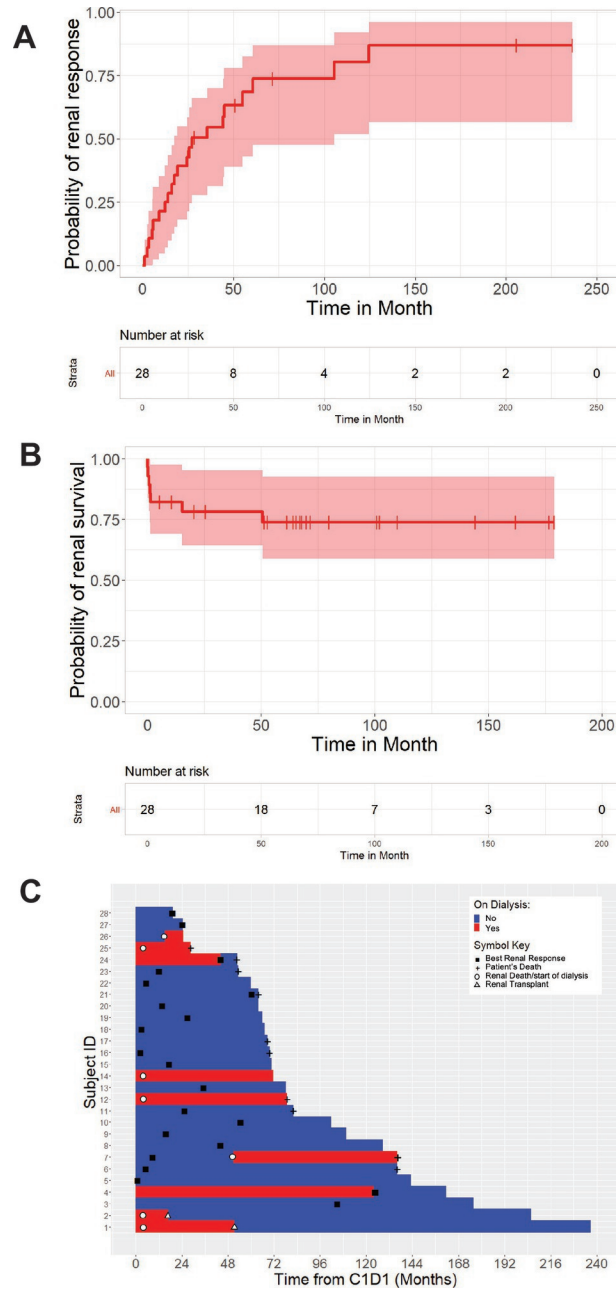 A
Probability of renal response
1.00
0.75
0.50
0.25
0.00
0 50 100 150 200 250
Time in Month
Number at risk
Strata
All 28 8 4 2 2 0
0 50 100 150 200 250
Time in Month
B
Probability of renal survival
1.00
0.75
0.50
0.25
0.00
0 50 100 150 200
Time in Month
Number at risk
Strata
All 28 18 7 3 0
0 50 100 150 200
Time in Month
C
Subject ID
28
27
26
25
24
23
22
21
20
19
18
17
16
15
14
13
12
11
10
9
8
7
6
5
4
3
2
1
On Dialysis:
No
Yes
Symbol Key
Best Renal Response
Patient's Death
Renal Death/start of dialysis
Renal Transplant
0 24 48 72 96 120 144 168 192 216 240
Time from C1D1 (Months)